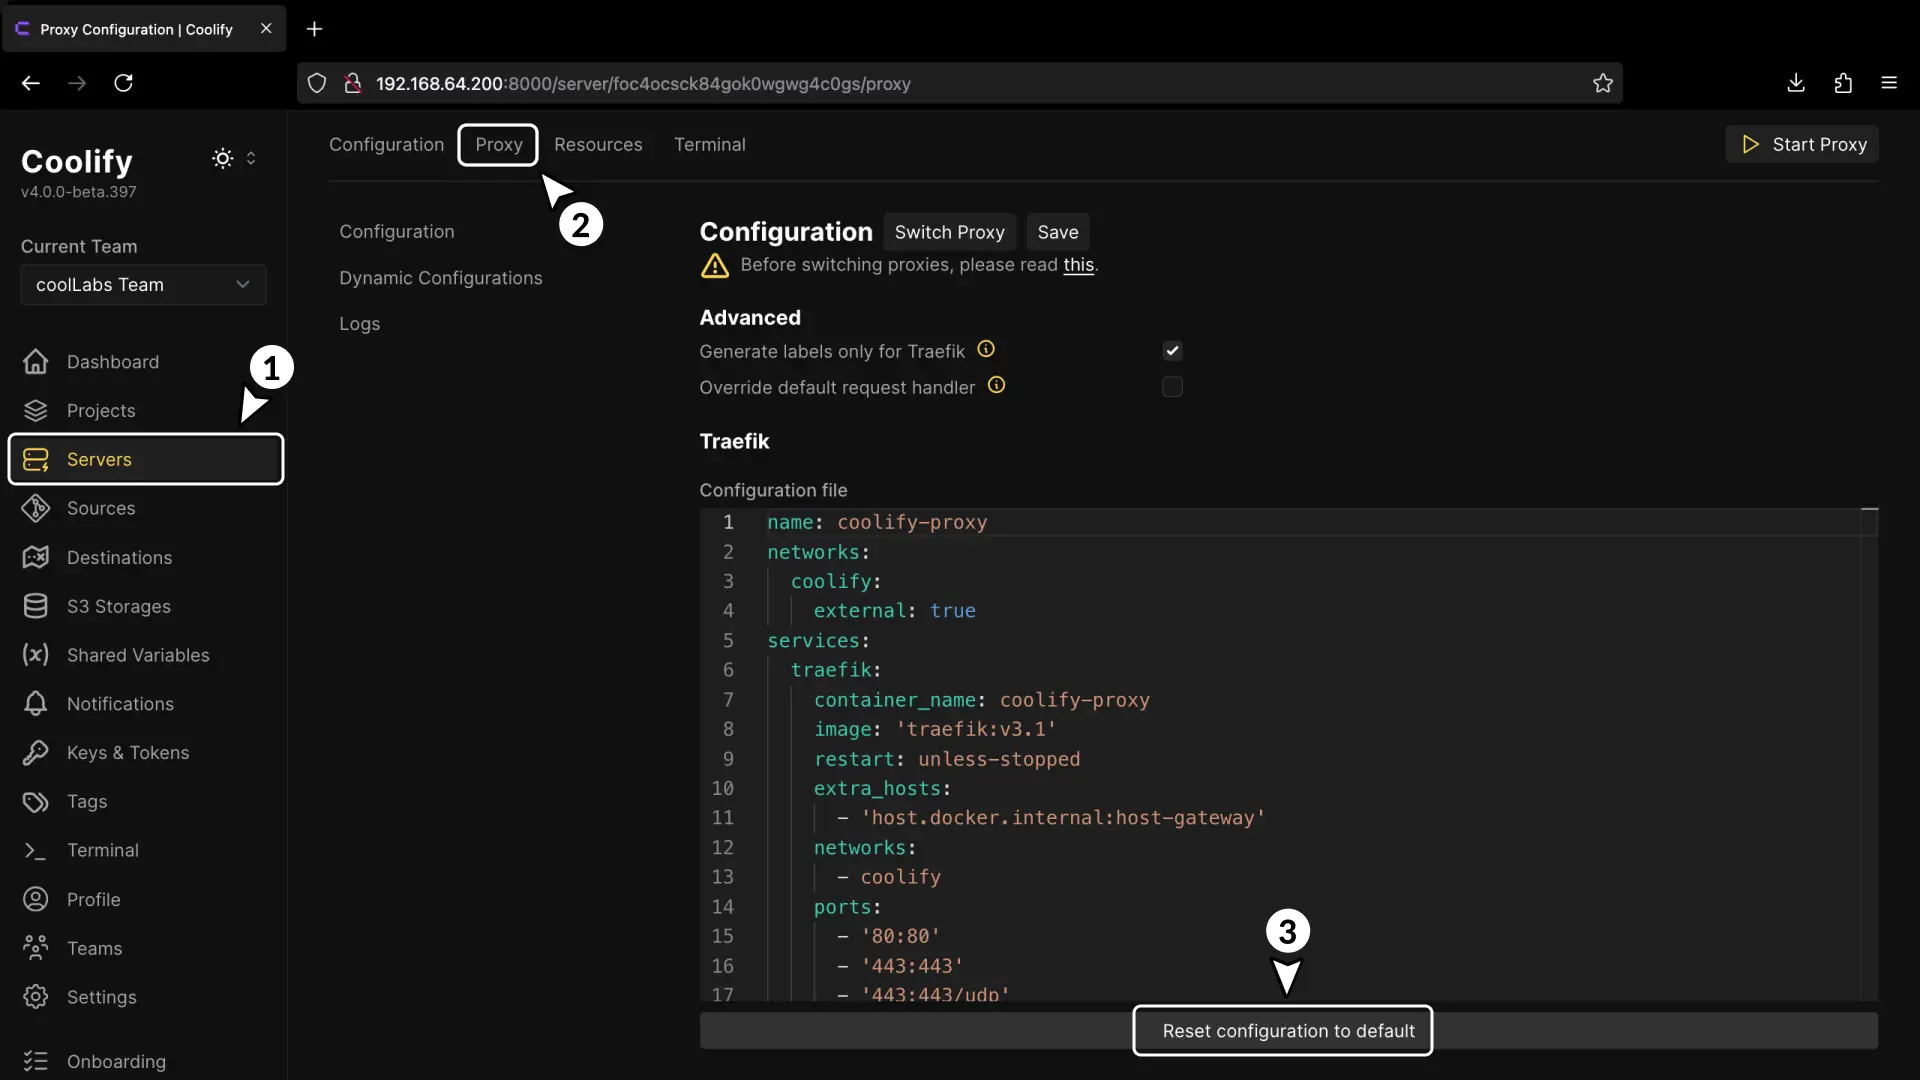 Proxy Configuration | Coolify
192.168.64.200:8000/server/foc4ocsck84gok0wgwg4c0gs/proxy
Coolify
v4.0.0-beta.397
Current Team
coolLabs Team
Dashboard
1
Projects
Servers
Sources
Destinations
S3 Storages
Shared Variables
Notifications
Keys & Tokens
Tags
Terminal
Profile
Teams
Settings
Onboarding
Configuration Proxy Resources Terminal
Start Proxy
2
Configuration
Dynamic Configurations
Logs
Configuration Switch Proxy Save
Before switching proxies, please read this.
Advanced
Generate labels only for Traefik
Override default request handler
Traefik
Configuration file
1 name: coolify-proxy
2 networks:
3 coolify:
4 external: true
5 services:
6 traefik:
7 container_name: coolify-proxy
8 image: 'traefik:v3.1'
9 restart: unless-stopped
10 extra_hosts:
11 - 'host.docker.internal:host-gateway'
12 networks:
13 - coolify
14 ports:
15 - '80:80'
16 - '443:443'
17 - '443:443/udp'
3
Reset configuration to default